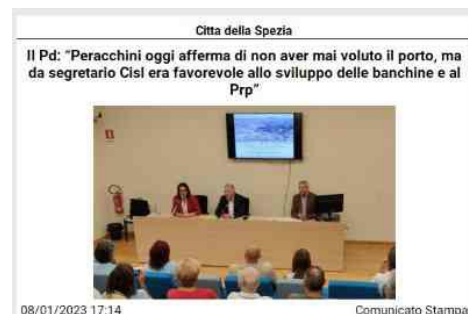 Citta della Spezia
Il Pd: “Peracchini oggi afferma di non aver mai voluto il porto, ma
da segretario Cisl era favorevole allo sviluppo delle banchine e al
Prp”
08/01/2023 17:14
Comunicato Stampa